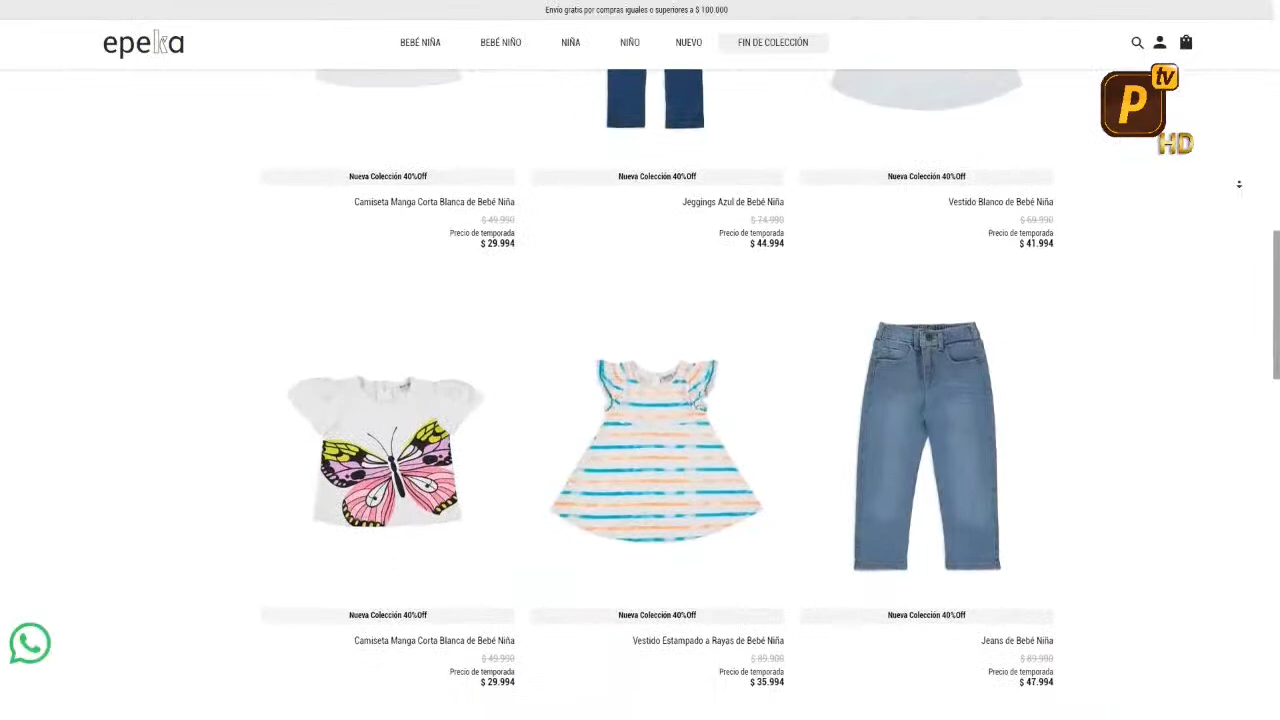 Envío gratis por compras iguales o superiores a $ 100.000
epeka
BEBÉ NIÑA BEBÉ NIÑO NIÑA NIÑO NUEVO FIN DE COLECCIÓN
P tv
HD
Nueva Colección 40%Off Nueva Colección 40%Off Nueva Colección 40%Off
Camiseta Manga Corta Blanca de Bebé Niña Jeggings Azul de Bebé Niña Vestido Blanco de Bebé Niña
$ 49.990 $ 74.990 $ 69.990
Precio de temporada Precio de temporada Precio de temporada
$ 29.994 $ 44.994 $ 41.994
Nueva Colección 40%Off Nueva Colección 40%Off Nueva Colección 40%Off
Camiseta Manga Corta Blanca de Bebé Niña Vestido Estampado a Rayas de Bebé Niña Jeans de Bebé Niña
$ 49.990
Precio de temporada Precio de temporada Precio de temporada
$ 29.994 $ 35.994 $ 47.994